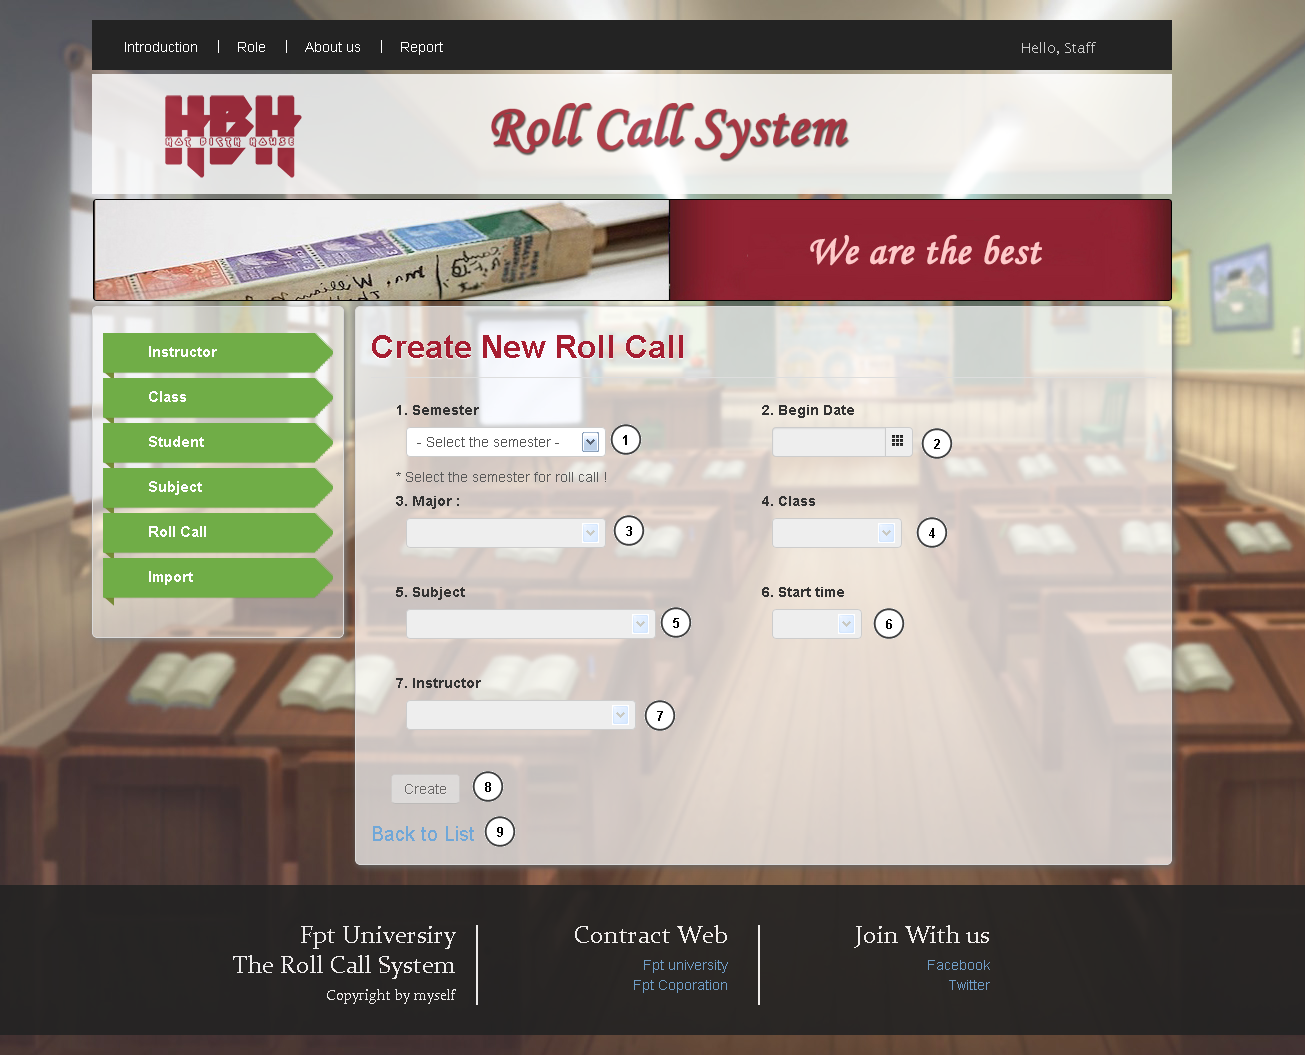 Introduction | Role | About us | Report
Hello, Staff
HBH
HOT BITTH HOUSE
Roll Call System
We are the best
Instructor
Class
Student
Subject
Roll Call
Import
Create New Roll Call
1. Semester
- Select the semester -
1
* Select the semester for roll call !
2. Begin Date
2
3. Major :
3
4. Class
4
5. Subject
5
6. Start time
6
7. Instructor
7
Create
8
Back to List
9
Fpt Universiry
The Roll Call System
Copyright by myself
Contract Web
Fpt university
Fpt Coporation
Join With us
Facebook
Twitter